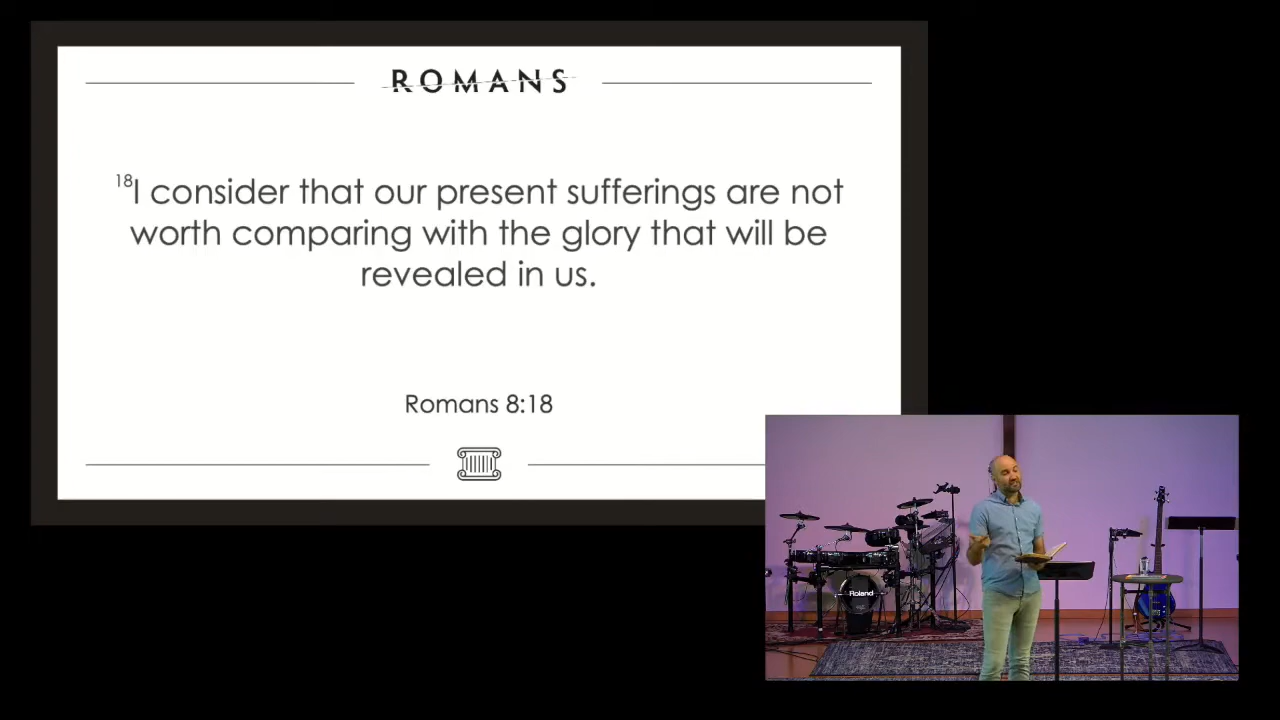 ROMANS
18I consider that our present sufferings are not
worth comparing with the glory that will be
revealed in us.
Romans 8:18
Roland